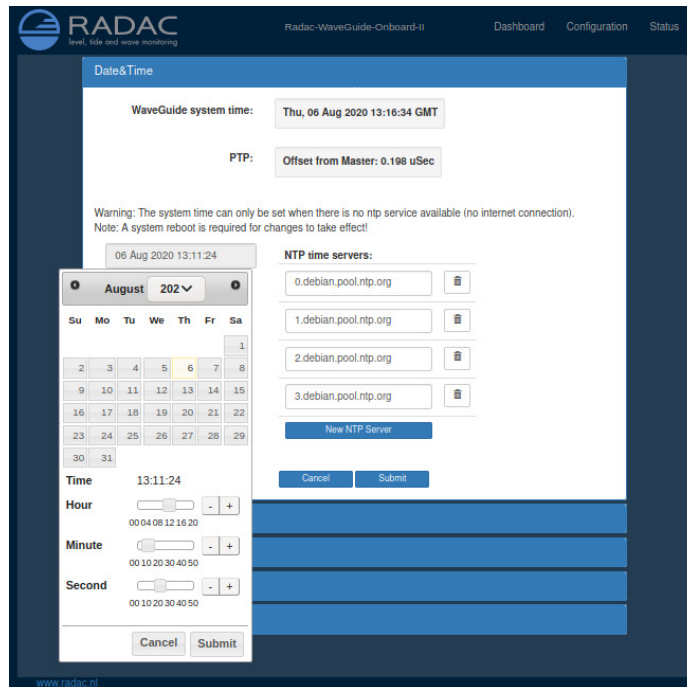 RADAC
level, tide and wave monitoring
Radac-WaveGuide-Onboard-II
Dashboard Configuration Status
Date&Time
WaveGuide system time: Thu, 06 Aug 2020 13:16:34 GMT
PTP: Offset from Master: 0.198 uSec
Warning: The system time can only be set when there is no ntp service available (no internet connection).
Note: A system reboot is required for changes to take effect!
06 Aug 2020 13:11:24
August 202
Su Mo Tu We Th Fr Sa
1
2 3 4 5 6 7 8
9 10 11 12 13 14 15
16 17 18 19 20 21 22
23 24 25 26 27 28 29
30 31
Time 13:11:24
Hour - +
00 04 08 12 16 20
Minute - +
00 10 20 30 40 50
Second - +
00 10 20 30 40 50
Cancel Submit
NTP time servers:
0.debian.pool.ntp.org
1.debian.pool.ntp.org
2.debian.pool.ntp.org
3.debian.pool.ntp.org
New NTP Server
Cancel Submit
www.radac.nl